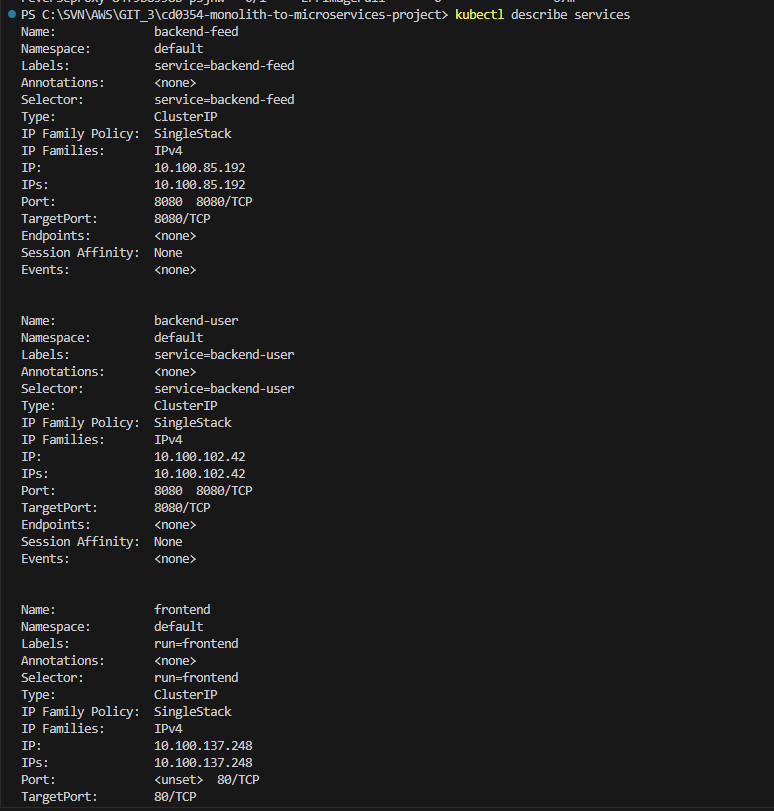 PS C:\SVN\AWS\GIT_3\cd0354-monolith-to-microservices-project> kubectl describe services
Name:              backend-feed
Namespace:         default
Labels:            service=backend-feed
Annotations:       <none>
Selector:          service=backend-feed
Type:              ClusterIP
IP Family Policy:  SingleStack
IP Families:       IPv4
IP:                10.100.85.192
IPs:               10.100.85.192
Port:              8080  8080/TCP
TargetPort:        8080/TCP
Endpoints:         <none>
Session Affinity:  None
Events:            <none>
Name:              backend-user
Namespace:         default
Labels:            service=backend-user
Annotations:       <none>
Selector:          service=backend-user
Type:              ClusterIP
IP Family Policy:  SingleStack
IP Families:       IPv4
IP:                10.100.102.42
IPs:               10.100.102.42
Port:              8080  8080/TCP
TargetPort:        8080/TCP
Endpoints:         <none>
Session Affinity:  None
Events:            <none>
Name:              frontend
Namespace:         default
Labels:            run=frontend
Annotations:       <none>
Selector:          run=frontend
Type:              ClusterIP
IP Family Policy:  SingleStack
IP Families:       IPv4
IP:                10.100.137.248
IPs:               10.100.137.248
Port:              <unset>  80/TCP
TargetPort:        80/TCP